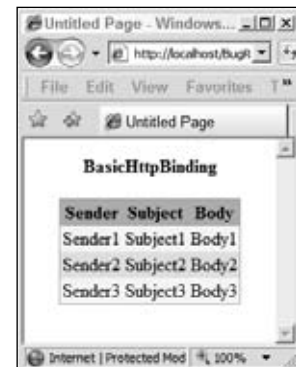 Untitled Page - Windows...
http://localhost/BugR
File Edit View Favorites T
Untitled Page
BasicHttpBinding
Sender Subject Body
Sender1 Subject1 Body1
Sender2 Subject2 Body2
Sender3 Subject3 Body3
Internet | Protected Mod 100%